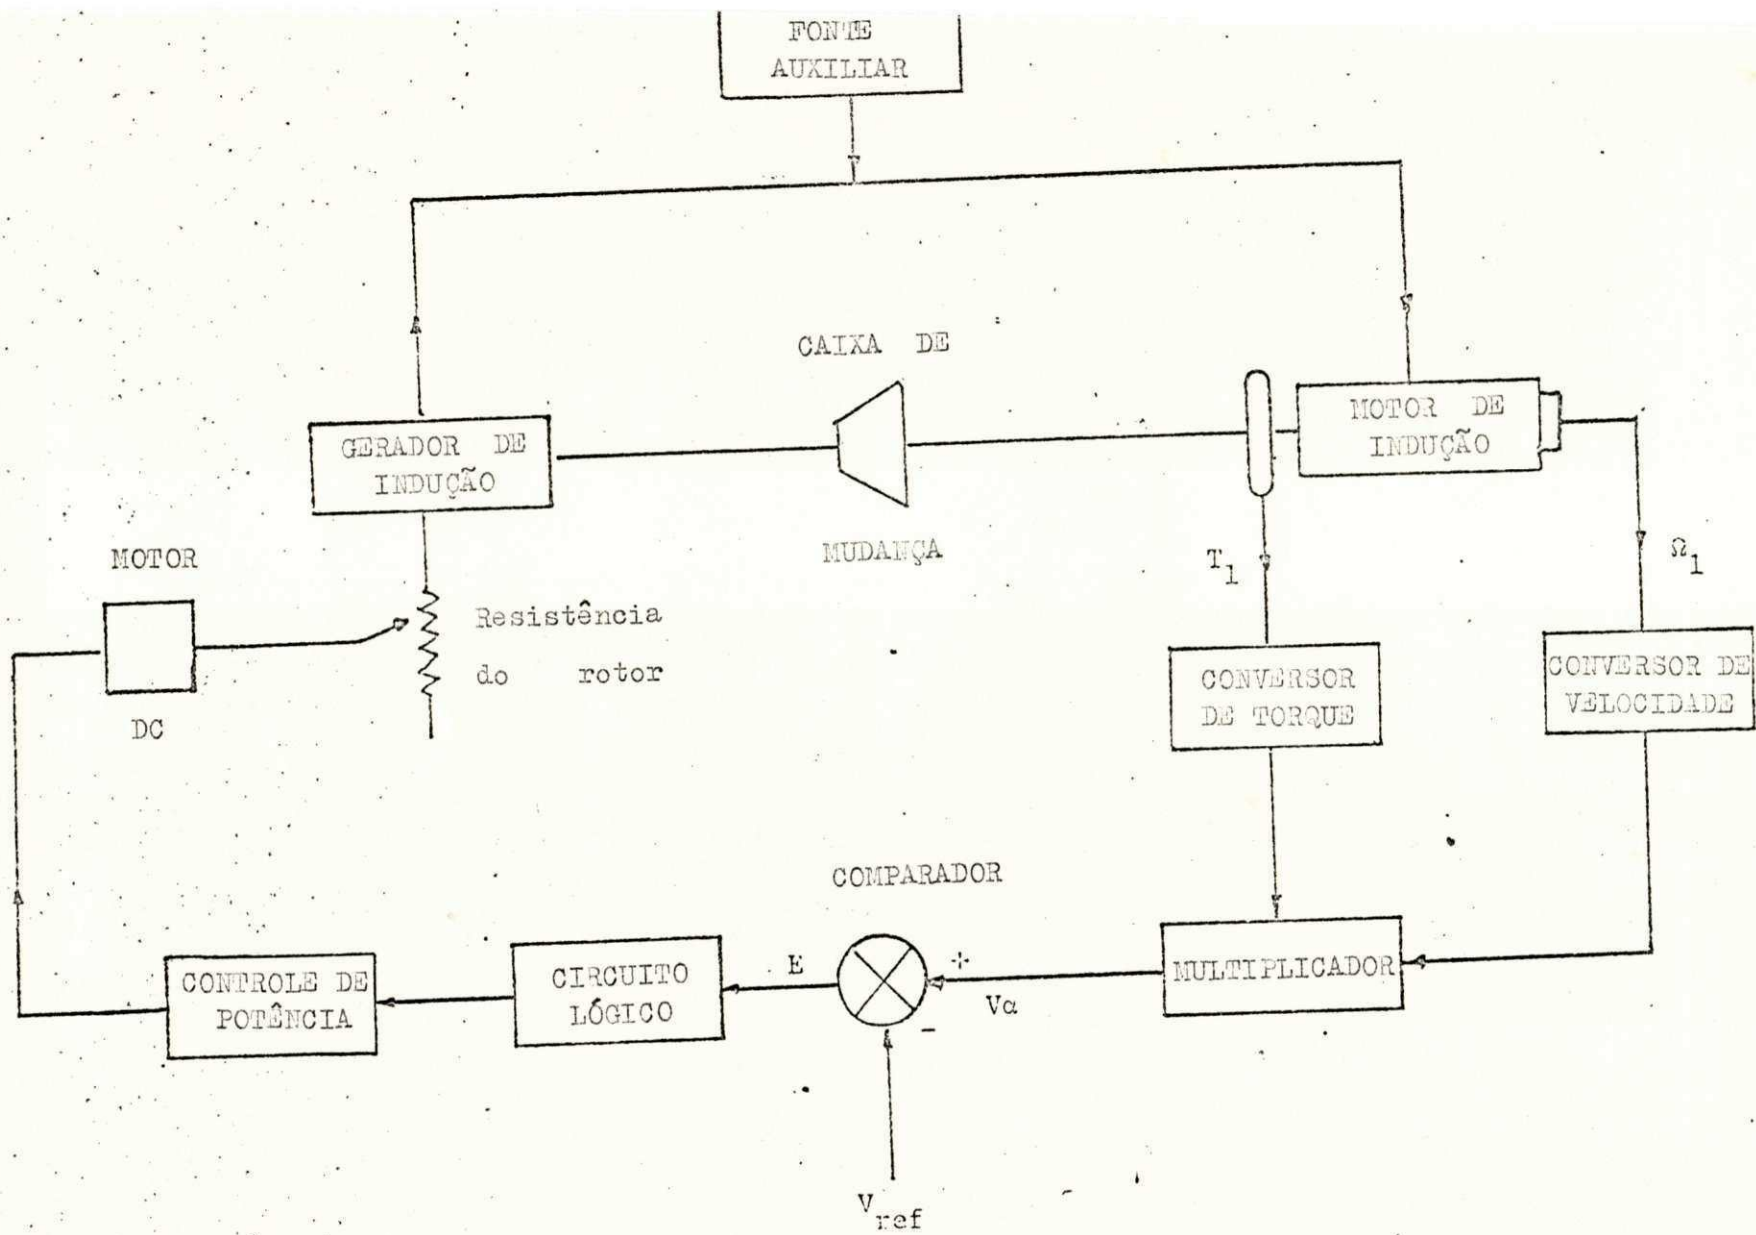 FONTE
AUXILIAR
CAIXA DE
MUDANÇA
GERADOR DE
INDUÇÃO
MOTOR DE
INDUÇÃO
MOTOR
DC
Resistência
do rotor
T1
Ω1
CONVERSOR
DE TORQUE
CONVERSOR DE
VELOCIDADE
COMPARADOR
CONTROLE DE
POTÊNCIA
CIRCUITO
LÓGICO
E
+
Vα
-
MULTIPLICADOR
Vref